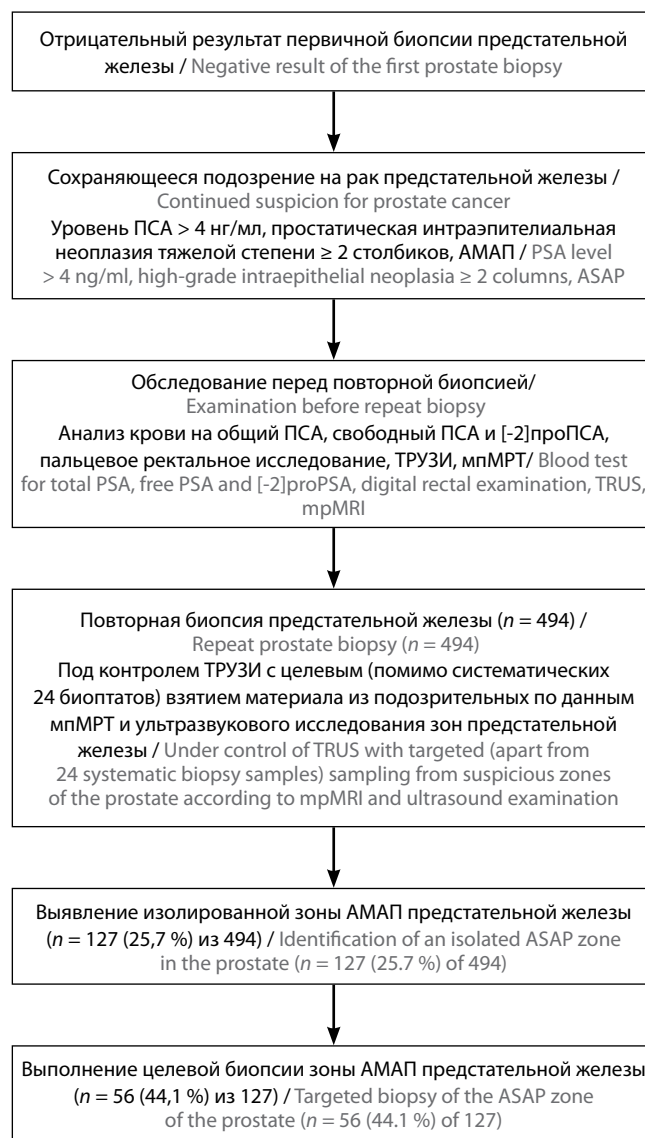 Отрицательный результат первичной биопсии предстательной
железы / Negative result of the first prostate biopsy
Сохраняющееся подозрение на рак предстательной железы /
Continued suspicion for prostate cancer
Уровень ПСА > 4 нг/мл, простатическая интраэпителиальная
неоплазия тяжелой степени ≥ 2 столбиков, АМАП / PSA level
> 4 ng/ml, high-grade intraepithelial neoplasia ≥ 2 columns, ASAP
Обследование перед повторной биопсией/
Examination before repeat biopsy
Анализ крови на общий ПСА, свободный ПСА и [-2]проПСА,
пальцевое ректальное исследование, ТРУЗИ, мпМРТ/ Blood test
for total PSA, free PSA and [-2]proPSA, digital rectal examination, TRUS,
mpMRI
Повторная биопсия предстательной железы (n = 494) /
Repeat prostate biopsy (n = 494)
Под контролем ТРУЗИ с целевым (помимо систематических
24 биоптатов) взятием материала из подозрительных по данным
мпМРТ и ультразвукового исследования зон предстательной
железы / Under control of TRUS with targeted (apart from
24 systematic biopsy samples) sampling from suspicious zones
of the prostate according to mpMRI and ultrasound examination
Выявление изолированной зоны АМАП предстательной железы
(n = 127 (25,7 %) из 494) / Identification of an isolated ASAP zone
in the prostate (n = 127 (25.7 %) of 494)
Выполнение целевой биопсии зоны АМАП предстательной железы
(n = 56 (44,1 %) из 127) / Targeted biopsy of the ASAP zone
of the prostate (n = 56 (44.1 %) of 127)